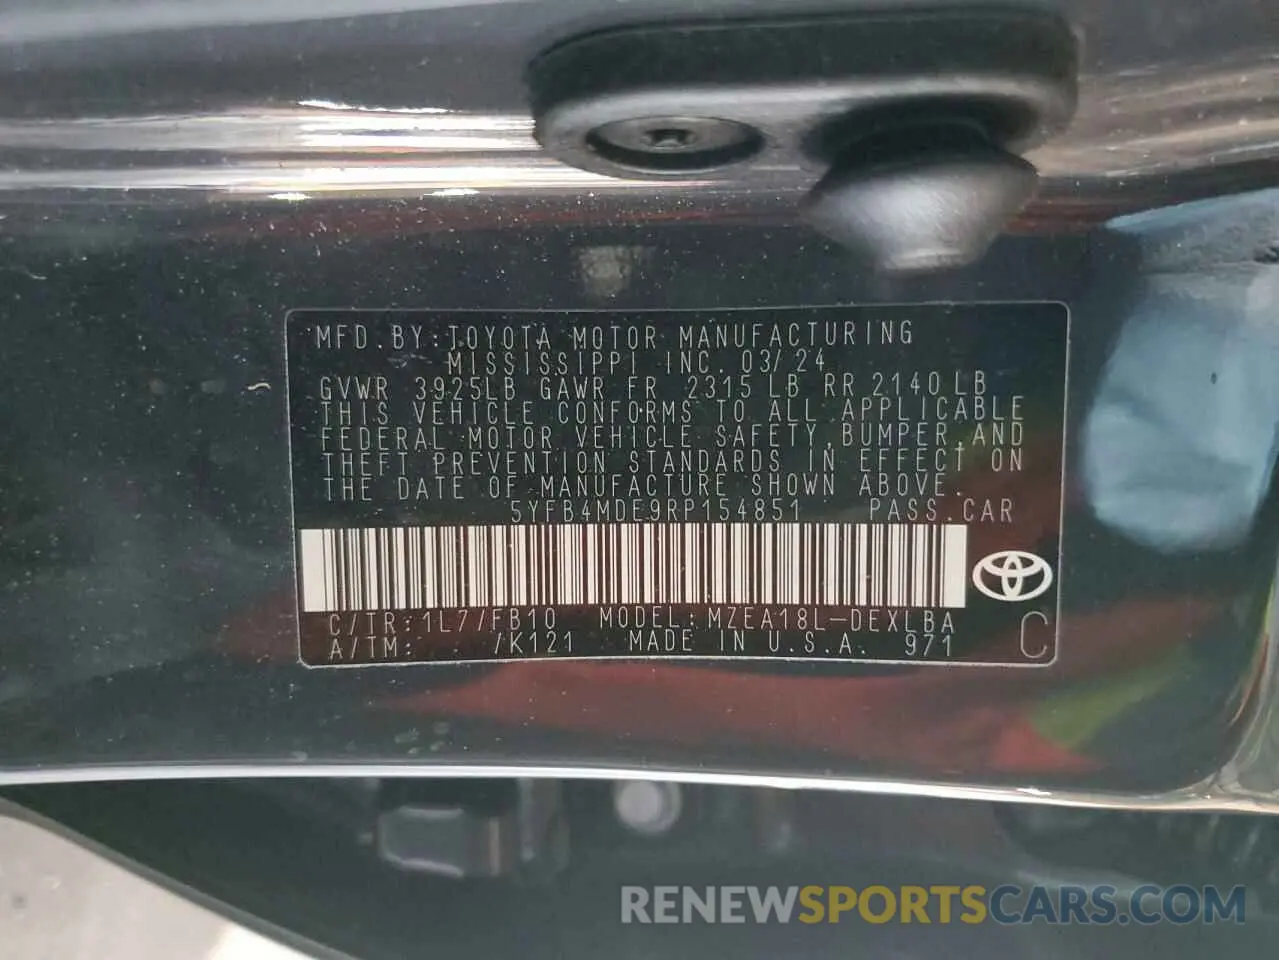 MFD.BY:TOYOTA MOTOR MANUFACTURING
MISSISSIPPI INC. 03/24
GVWR 3925LB GAWR FR 2315LB RR 2140LB
THIS VEHICLE CONFORMS TO ALL APPLICABLE
FEDERAL MOTOR VEHICLE SAFETY,BUMPER,AND
THEFT PREVENTION STANDARDS IN EFFECT ON
THE DATE OF MANUFACTURE SHOWN ABOVE.
5YFB4MDE9RP154851 PASS.CAR
C/TR:1L7/FB10 MODEL:MZEA18L-DEXLBA
A/TM: /K121 MADE IN U.S.A. 971 C
RENEWSPORTSCARS.COM